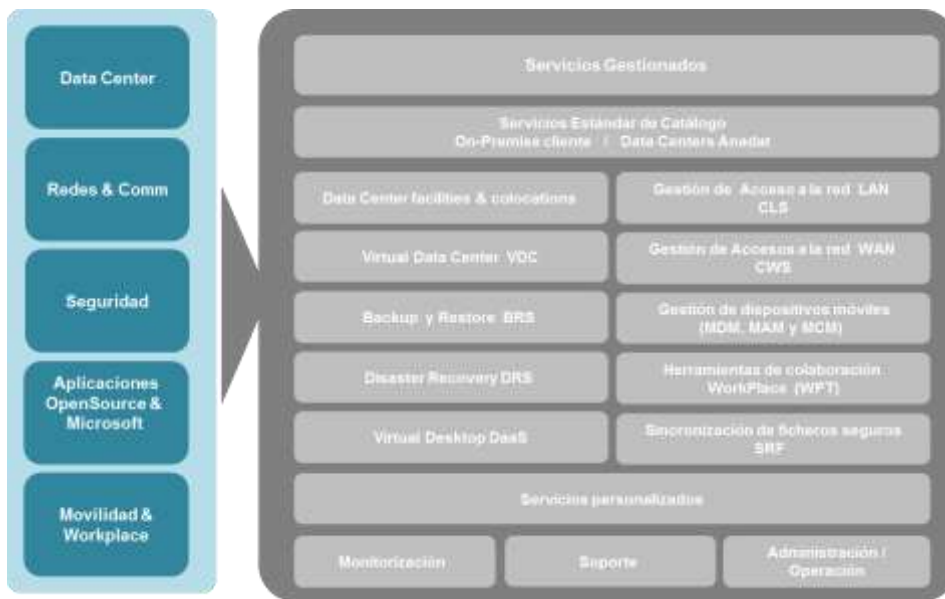 Data Center
Redes & Comm
Seguridad
Aplicaciones
OpenSource &
Microsoft
Movilidad &
Workplace
Servicios Gestionados
Servicios Estándar de Catálogo
On-Premise cliente / Data Centers Anadat
Data Center facilities & colocations
Gestión de Acceso a la red LAN
CLS
Virtual Data Center VDC
Gestión de Accesos a la red WAN
CWS
Backup y Restore BRS
Gestión de dispositivos móviles
(MDM, MAM y MCM)
Disaster Recovery DRS
Herramientas de colaboración
WorkPlace (WPT)
Virtual Desktop DaaS
Sincronización de ficheros seguros
SRF
Servicios personalizados
Monitorización
Soporte
Administración /
Operación